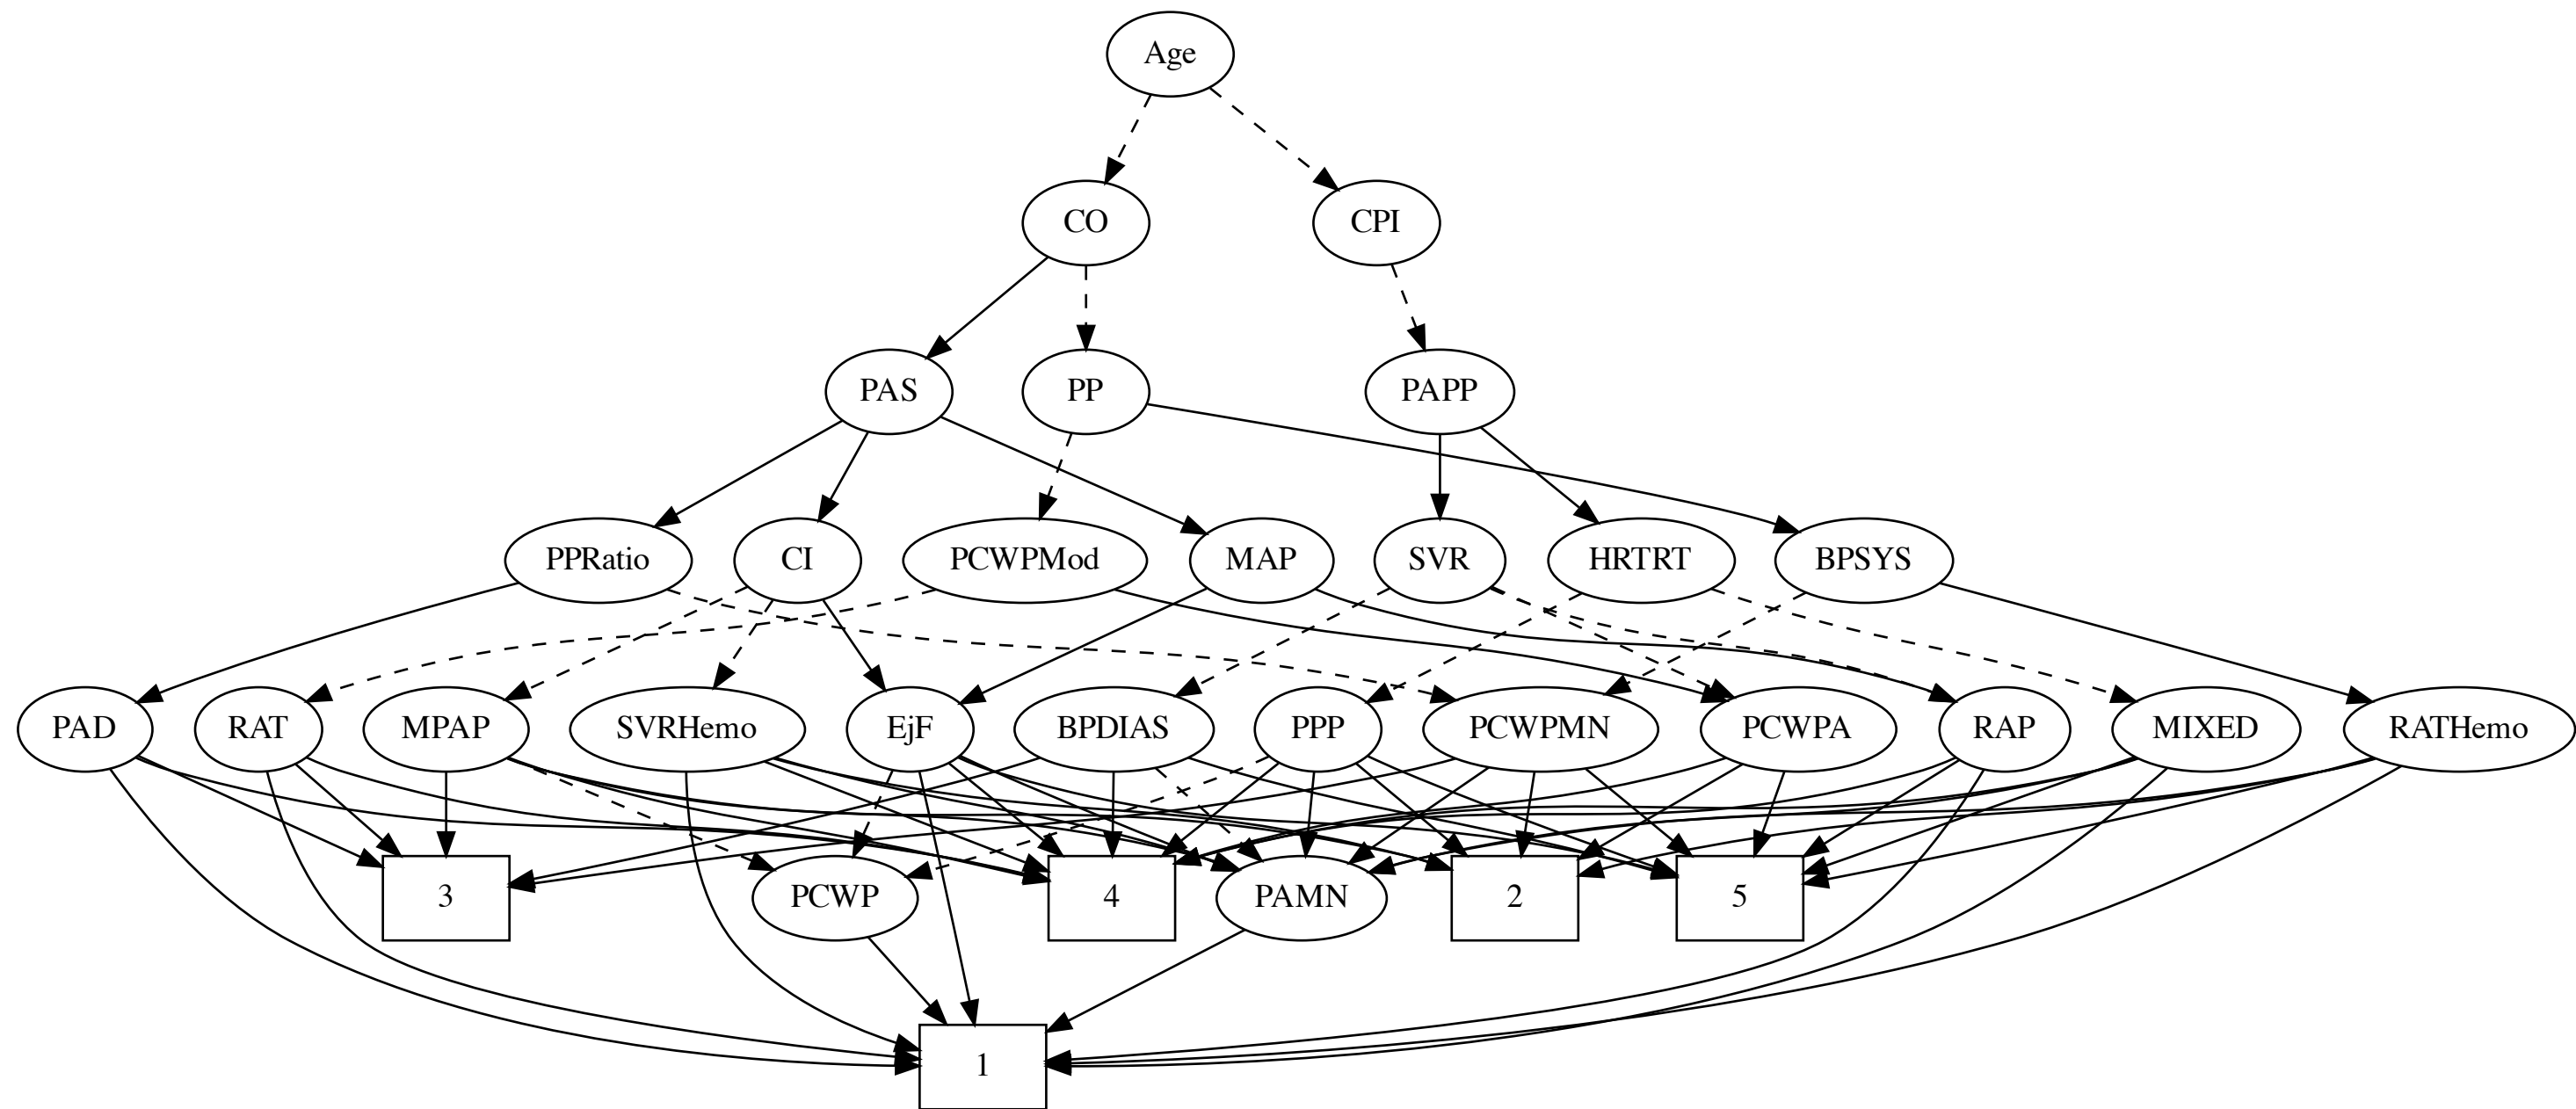 Age
CO
CPI
PAS
PP
PAPP
PPRatio
CI
PCWPMod
MAP
SVR
HRTRT
BPSYS
PAD
RAT
MPAP
SVRHemo
EjF
BPDIAS
PPP
PCWPMN
PCWPA
RAP
MIXED
RATHemo
3
PCWP
4
PAMN
2
5
1